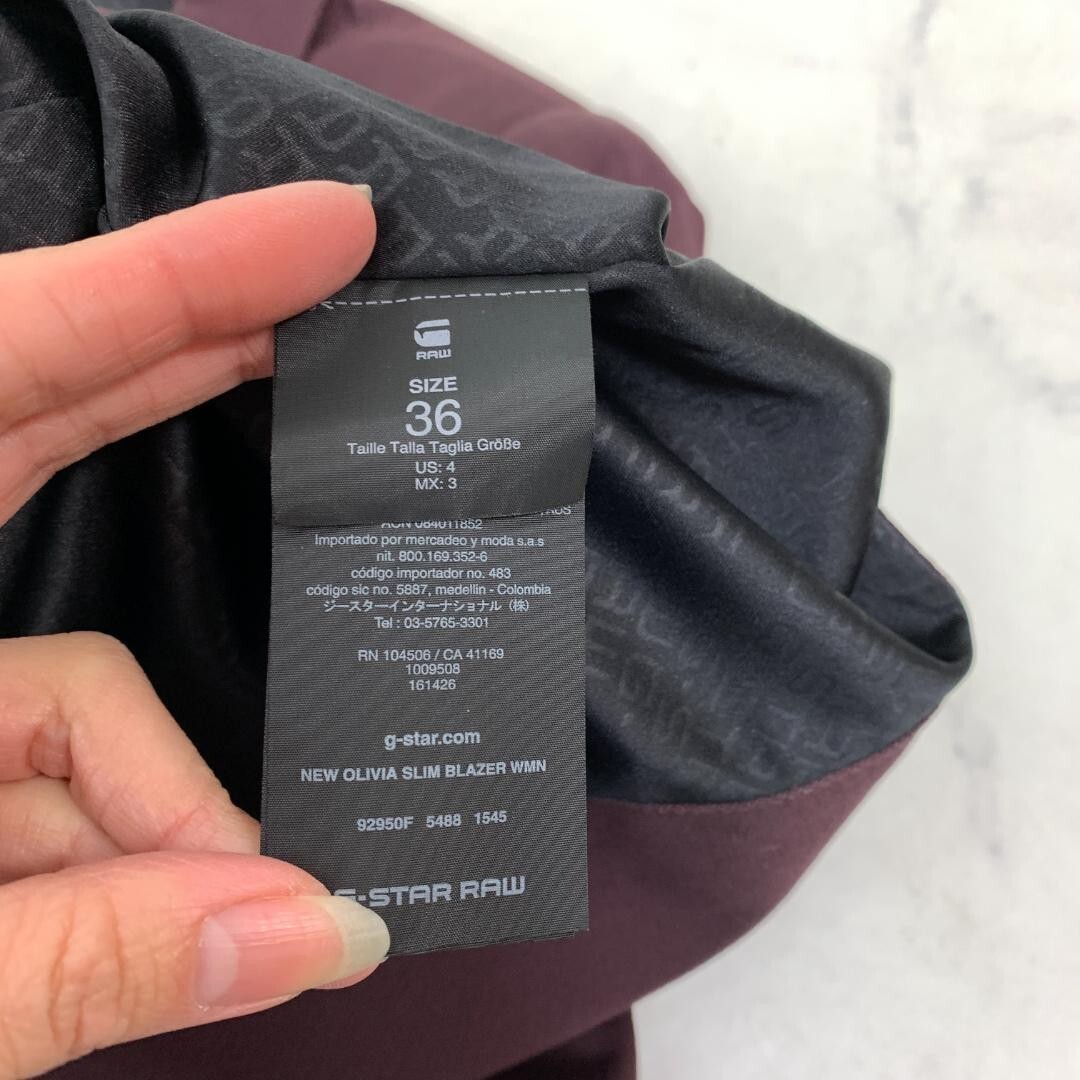 RAW
SIZE
36
Taille Talla Taglia Größe
US: 4
MX: 3
ACN 084011852
Importado por mercadeo y moda s.a.s
nit. 800.169.352-6
código importador no. 483
código sic no. 5887, medellin - Colombia
ジースターインターナショナル（株）
Tel : 03-5765-3301
RN 104506 / CA 41169
1009508
161426
g-star.com
NEW OLIVIA SLIM BLAZER WMN
92950F 5488 1545
G-STAR RAW